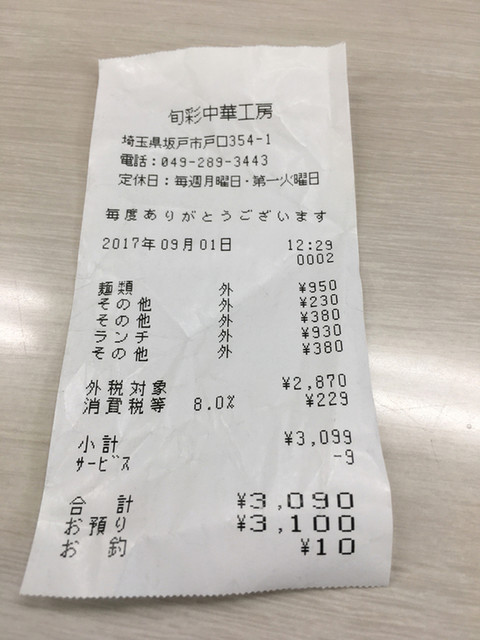 旬彩中華工房
埼玉県坂戸市戸口354-1
電話：049-289-3443
定休日：毎週月曜日・第一火曜日
毎度ありがとうございます
2017年09月01日 12:29
0002
麺類 外 ¥950
その他 外 ¥230
その他 外 ¥380
ランチ 外 ¥930
その他 外 ¥380
外税対象 ¥2,870
消費税等 8.0% ¥229
小計 ¥3,099
ｻｰﾋﾞｽ -9
合計 ¥3,090
お預り ¥3,100
お釣 ¥10